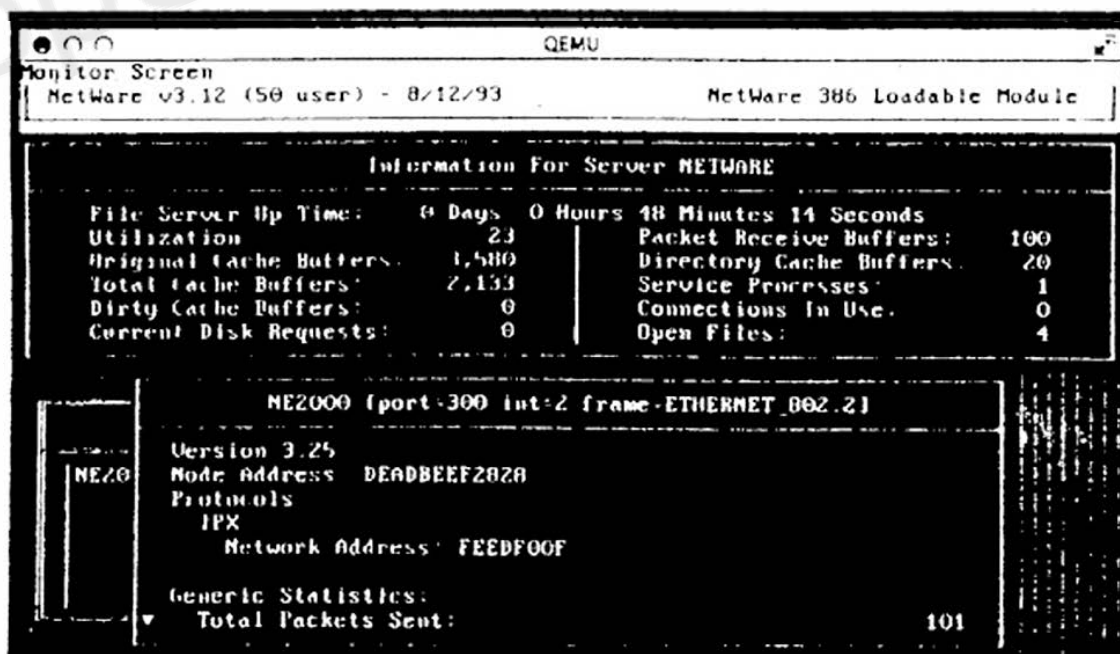 QEMU
Monitor Screen
NetWare v3.12 (50 user) - 8/12/93 NetWare 386 Loadable Module
Information For Server NETWARE
File Server Up Time: 0 Days 0 Hours 48 Minutes 14 Seconds
Utilization 23 Packet Receive Buffers: 100
Original Cache Buffers: 3,580 Directory Cache Buffers: 20
Total Cache Buffers: 2,133 Service Processes: 1
Dirty Cache Buffers: 0 Connections In Use: 0
Current Disk Requests: 0 Open Files: 4
NE2000 [port=300 int=2 frame=ETHERNET_802.2]
Version 3.25
NE20 Node Address DEADBEEF2828
Protocols
IPX
Network Address: FEEDF00F
Generic Statistics:
▼ Total Packets Sent: 101